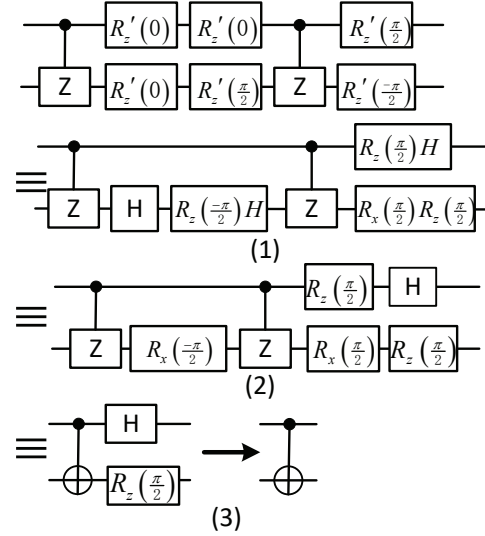 R_z'(0) R_z'(0) R_z'(π/2)
Z R_z'(0) R_z'(π/2) Z R_z'(-π/2)
R_z(π/2)H
≡ Z H R_z(-π/2)H Z R_x(π/2)R_z(π/2)
(1)
R_z(π/2) H
≡ Z R_x(-π/2) Z R_x(π/2) R_z(π/2)
(2)
≡ H
R_z(π/2)
(3)